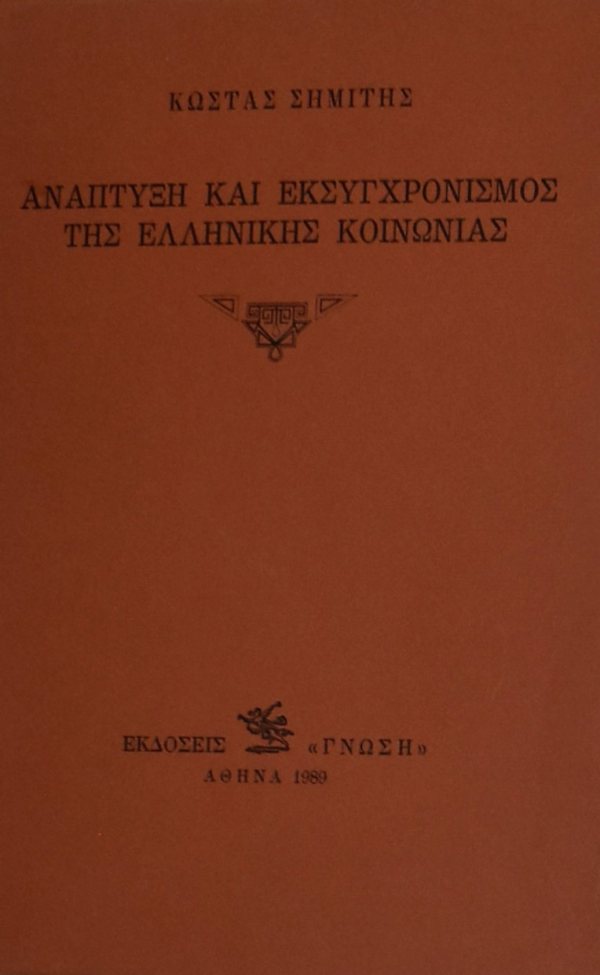 ΚΩΣΤΑΣ ΣΗΜΙΤΗΣ
ΑΝΑΠΤΥΞΗ ΚΑΙ ΕΚΣΥΓΧΡΟΝΙΣΜΟΣ
ΤΗΣ ΕΛΛΗΝΙΚΗΣ ΚΟΙΝΩΝΙΑΣ
ΕΚΔΟΣΕΙΣ «ΓΝΩΣΗ»
ΑΘΗΝΑ 1989